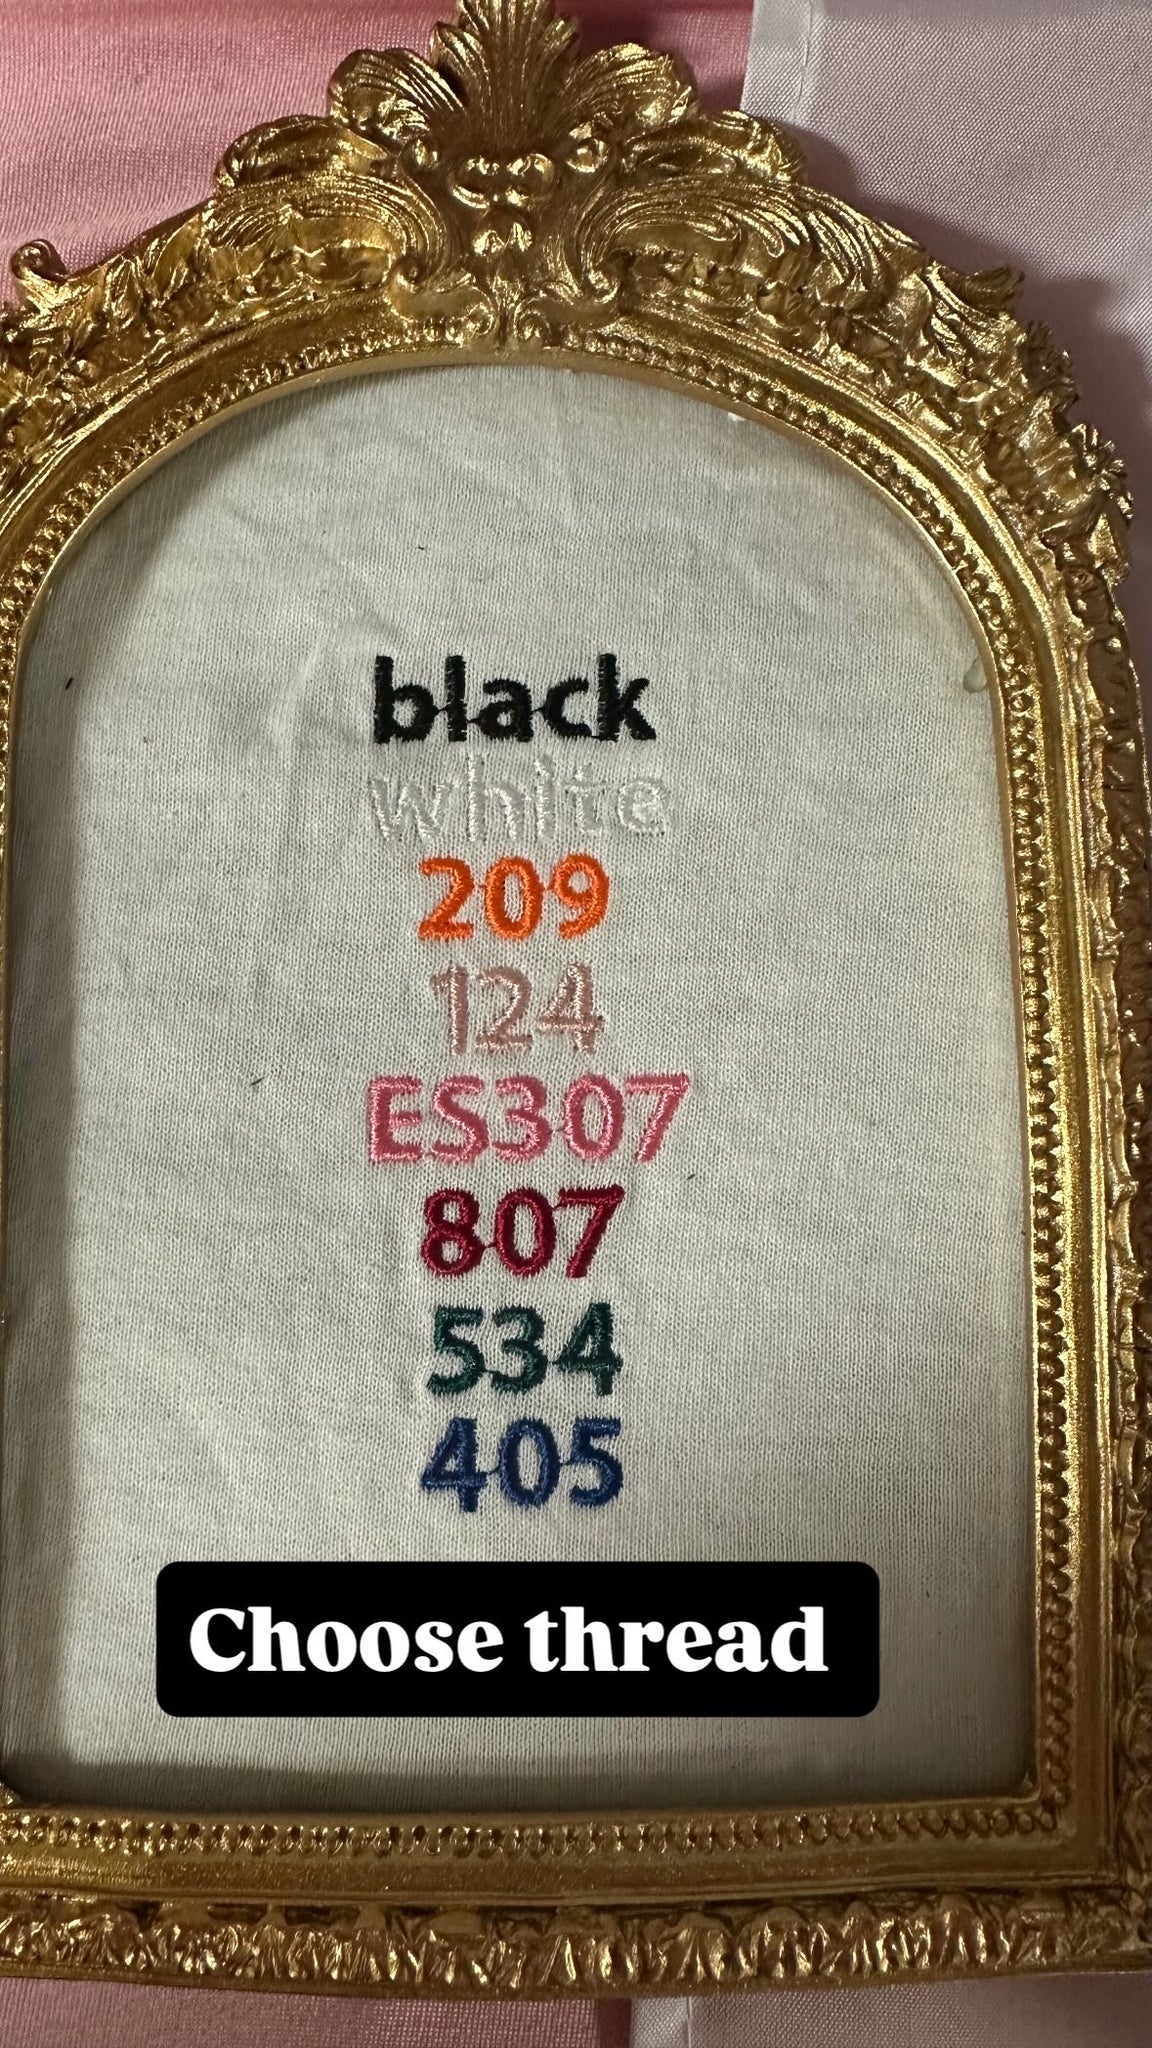 black
white
209
124
ES307
807
534
405
Choose thread